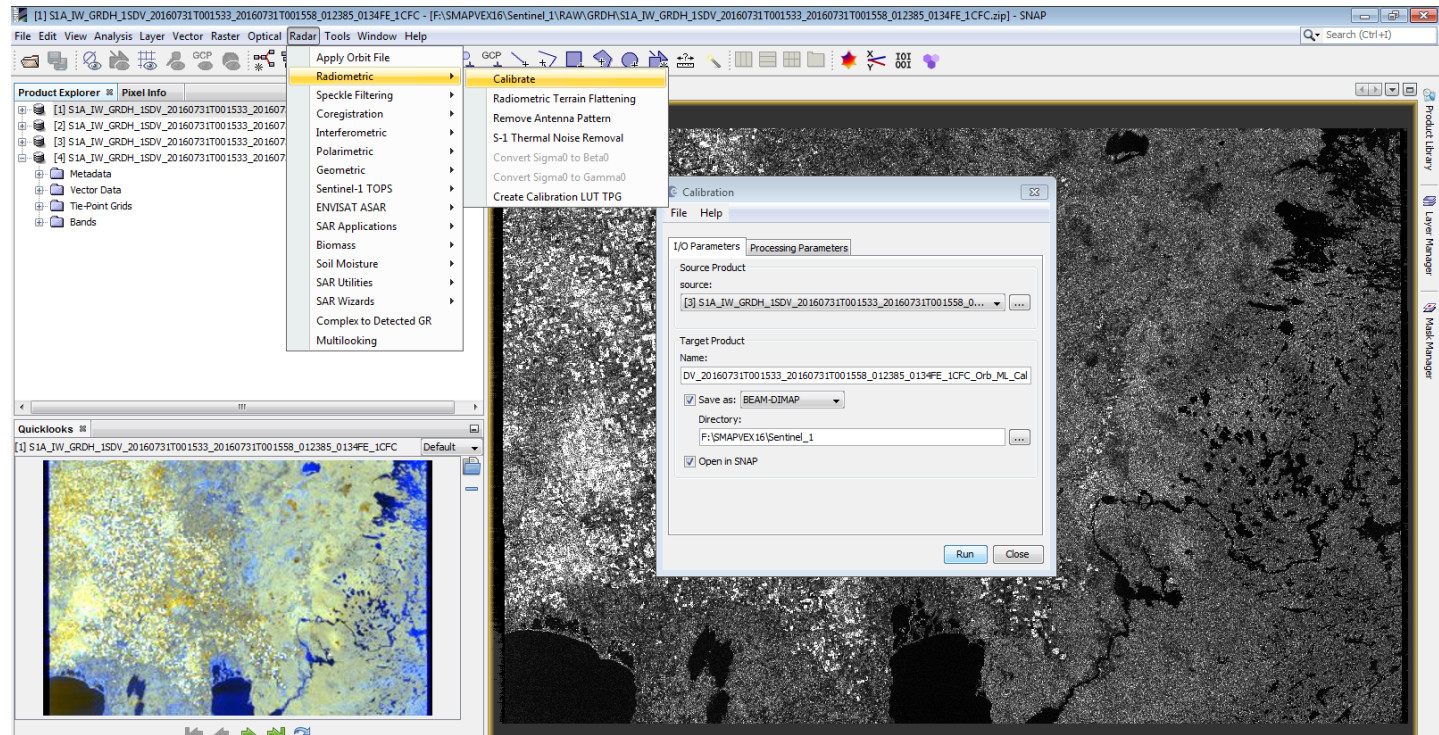 [1] S1A_IW_GRDH_1SDV_20160731T001533_20160731T001558_012385_0134FE_1CFC - [F:\SMAPVEX16\Sentinel_1\RAW\GRDH\S1A_IW_GRDH_1SDV_20160731T001533_20160731T001558_012385_0134FE_1CFC.zip] - SNAP
File Edit View Analysis Layer Vector Raster Optical Radar Tools Window Help
Search (Ctrl+I)
GCP
GCP
Apply Orbit File
Radiometric
Speckle Filtering
Coregistration
Interferometric
Polarimetric
Geometric
Sentinel-1 TOPS
ENVISAT ASAR
SAR Applications
Biomass
Soil Moisture
SAR Utilities
SAR Wizards
Complex to Detected GR
Multilooking
Calibrate
Radiometric Terrain Flattening
Remove Antenna Pattern
S-1 Thermal Noise Removal
Convert Sigma0 to Beta0
Convert Sigma0 to Gamma0
Create Calibration LUT TPG
Product Explorer Pixel Info
[1] S1A_IW_GRDH_1SDV_20160731T001533_201607
[2] S1A_IW_GRDH_1SDV_20160731T001533_201607
[3] S1A_IW_GRDH_1SDV_20160731T001533_201607
[4] S1A_IW_GRDH_1SDV_20160731T001533_201607
Metadata
Vector Data
Tie-Point Grids
Bands
Calibration
File Help
I/O Parameters Processing Parameters
Source Product
source:
[3] S1A_IW_GRDH_1SDV_20160731T001533_20160731T001558_0... ...
Target Product
Name:
DV_20160731T001533_20160731T001558_012385_0134FE_1CFC_Orb_ML_Cal
Save as: BEAM-DIMAP
Directory:
F:\SMAPVEX16\Sentinel_1 ...
Open in SNAP
Run Close
Quicklooks
[1] S1A_IW_GRDH_1SDV_20160731T001533_20160731T001558_012385_0134FE_1CFC Default
Product Library
Layer Manager
Mask Manager